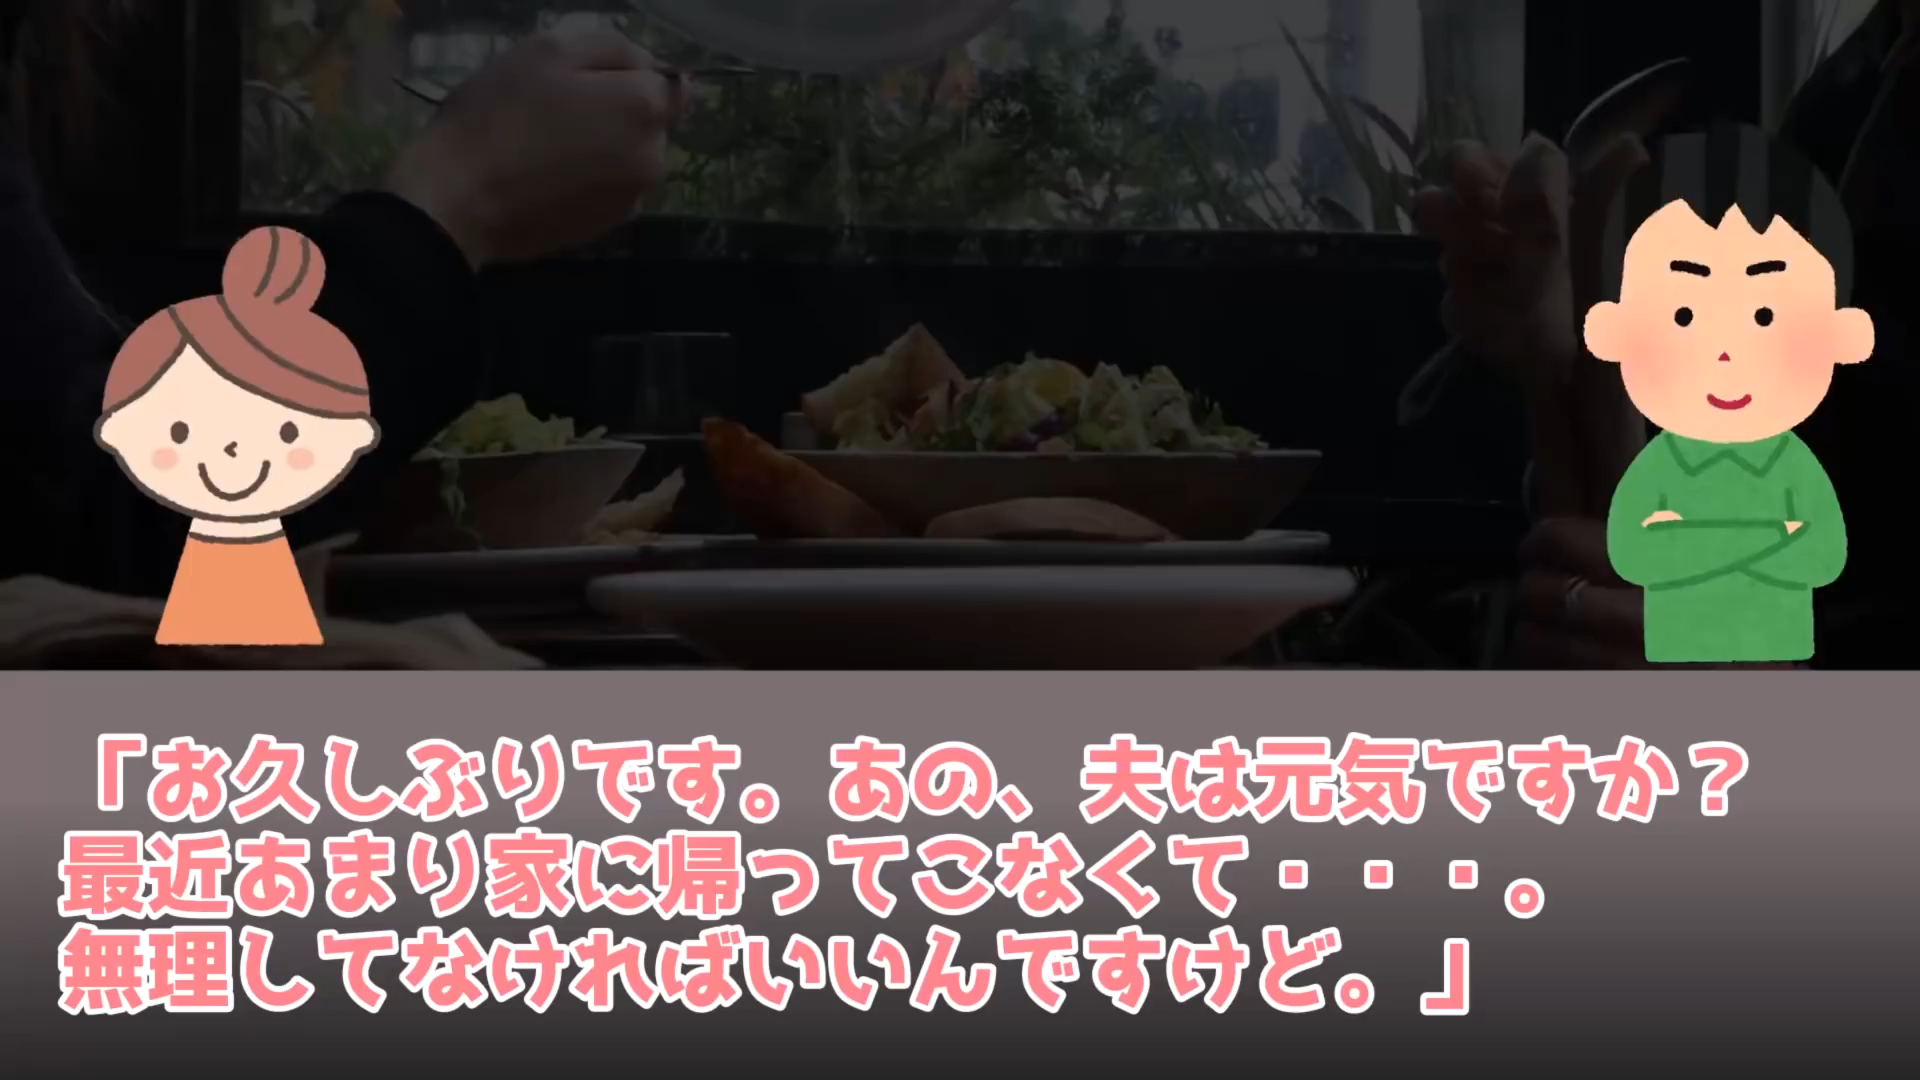 「お久しぶりです。あの、夫は元気ですか？
最近あまり家に帰ってこなくて・・・。
無理してなければいいんですけど。」